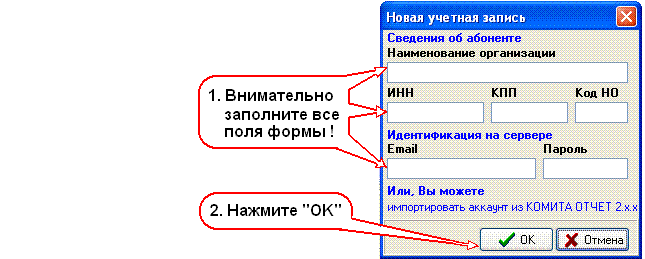 Новая учетная запись
Сведения об абоненте
Наименование организации
1. Внимательно
заполните все
поля формы !
ИНН КПП Код НО
Идентификация на сервере
Email Пароль
Или, Вы можете
импортировать аккаунт из КОМИТА ОТЧЕТ 2.x.x
2. Нажмите "ОК"
OK Отмена